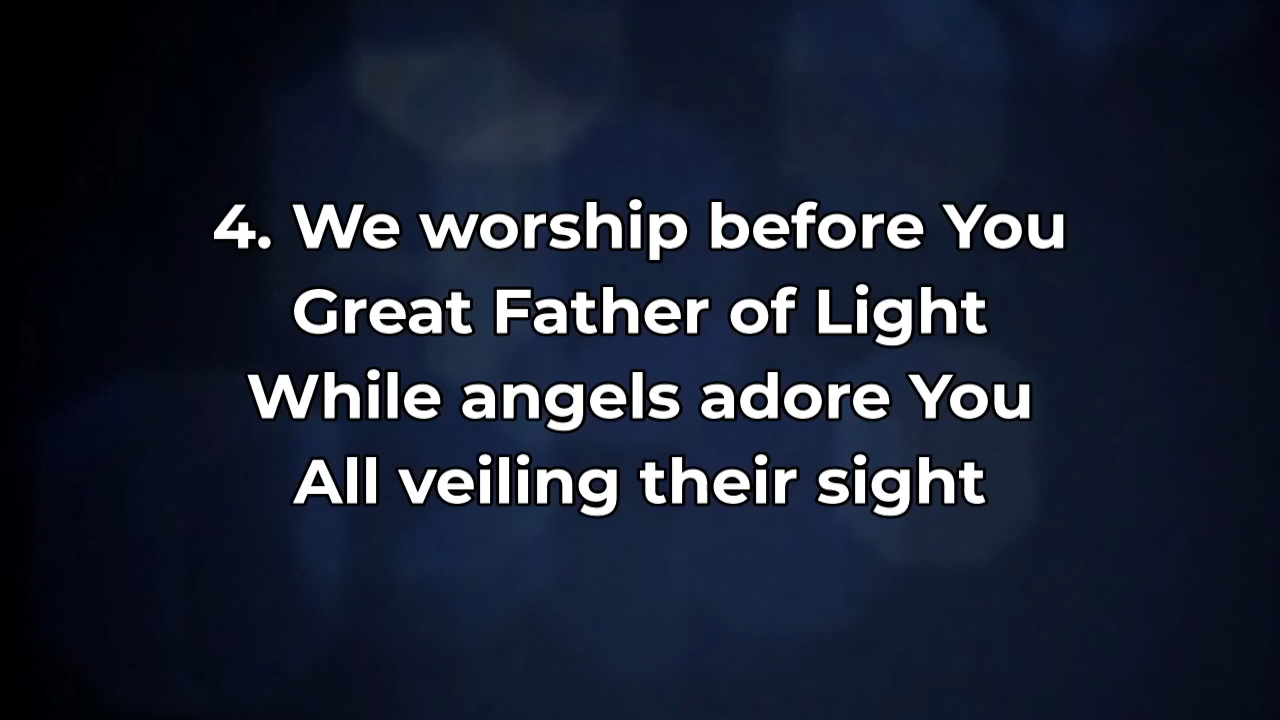 4. We worship before You
Great Father of Light
While angels adore You
All veiling their sight